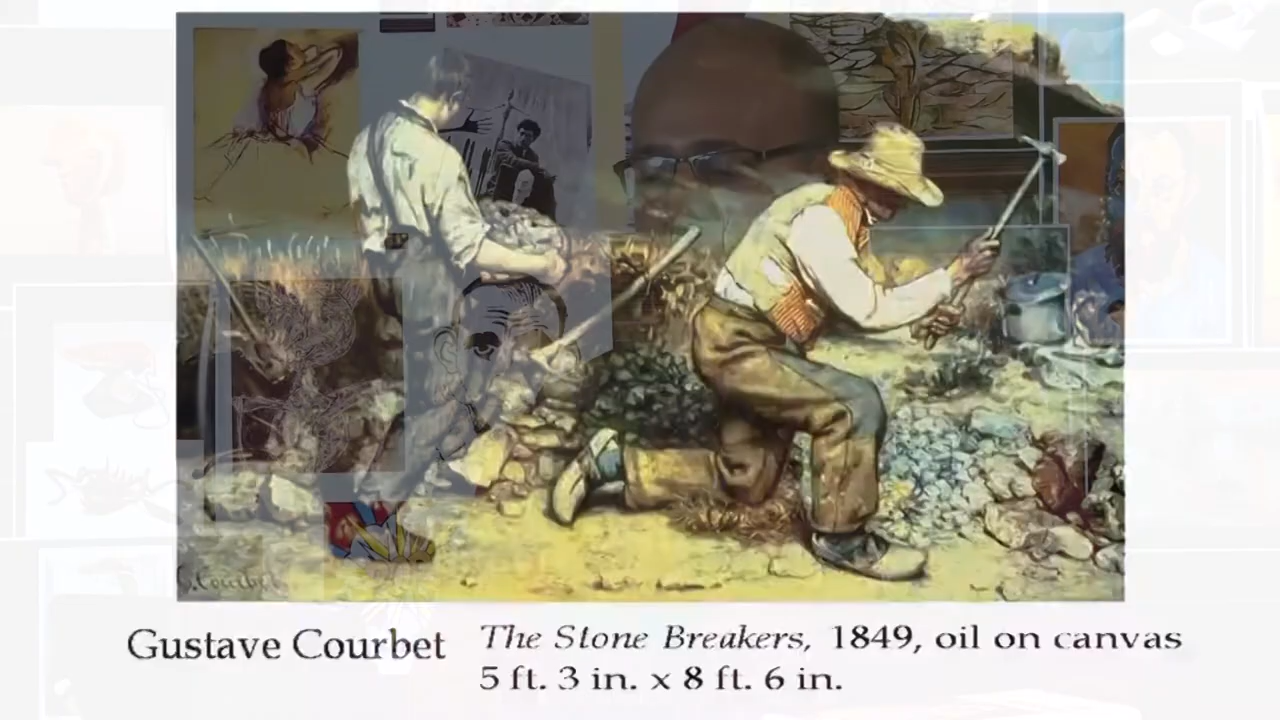 G. Courbet
Gustave Courbet
The Stone Breakers, 1849, oil on canvas
5 ft. 3 in. x 8 ft. 6 in.